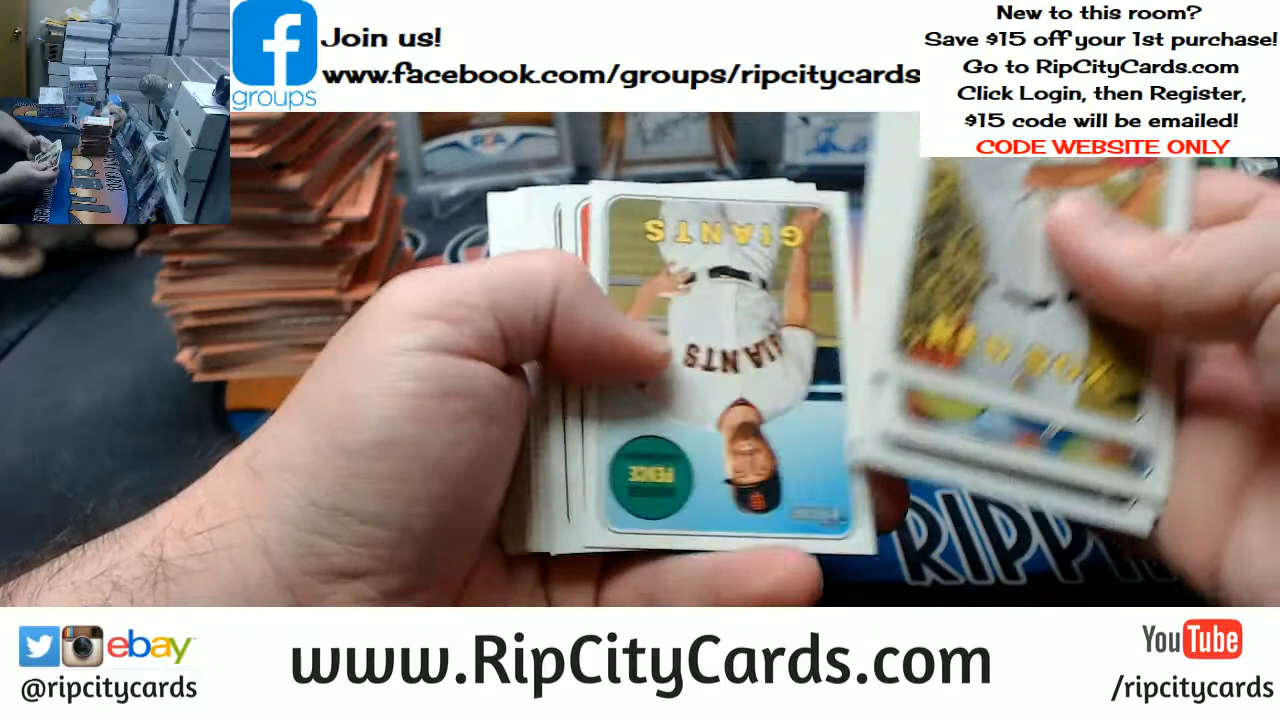 groups
Join us!
www.facebook.com/groups/ripcitycards
New to this room?
Save $15 off your 1st purchase!
Go to RipCityCards.com
Click Login, then Register,
$15 code will be emailed!
CODE WEBSITE ONLY
GIANTS
GIANTS
HUNTER
PENCE
RIPPI
ebay
@ripcitycards
www.RipCityCards.com
YouTube
/ripcitycards